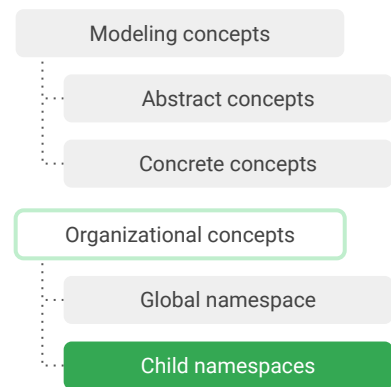 Modeling concepts
Abstract concepts
Concrete concepts
Organizational concepts
Global namespace
Child namespaces